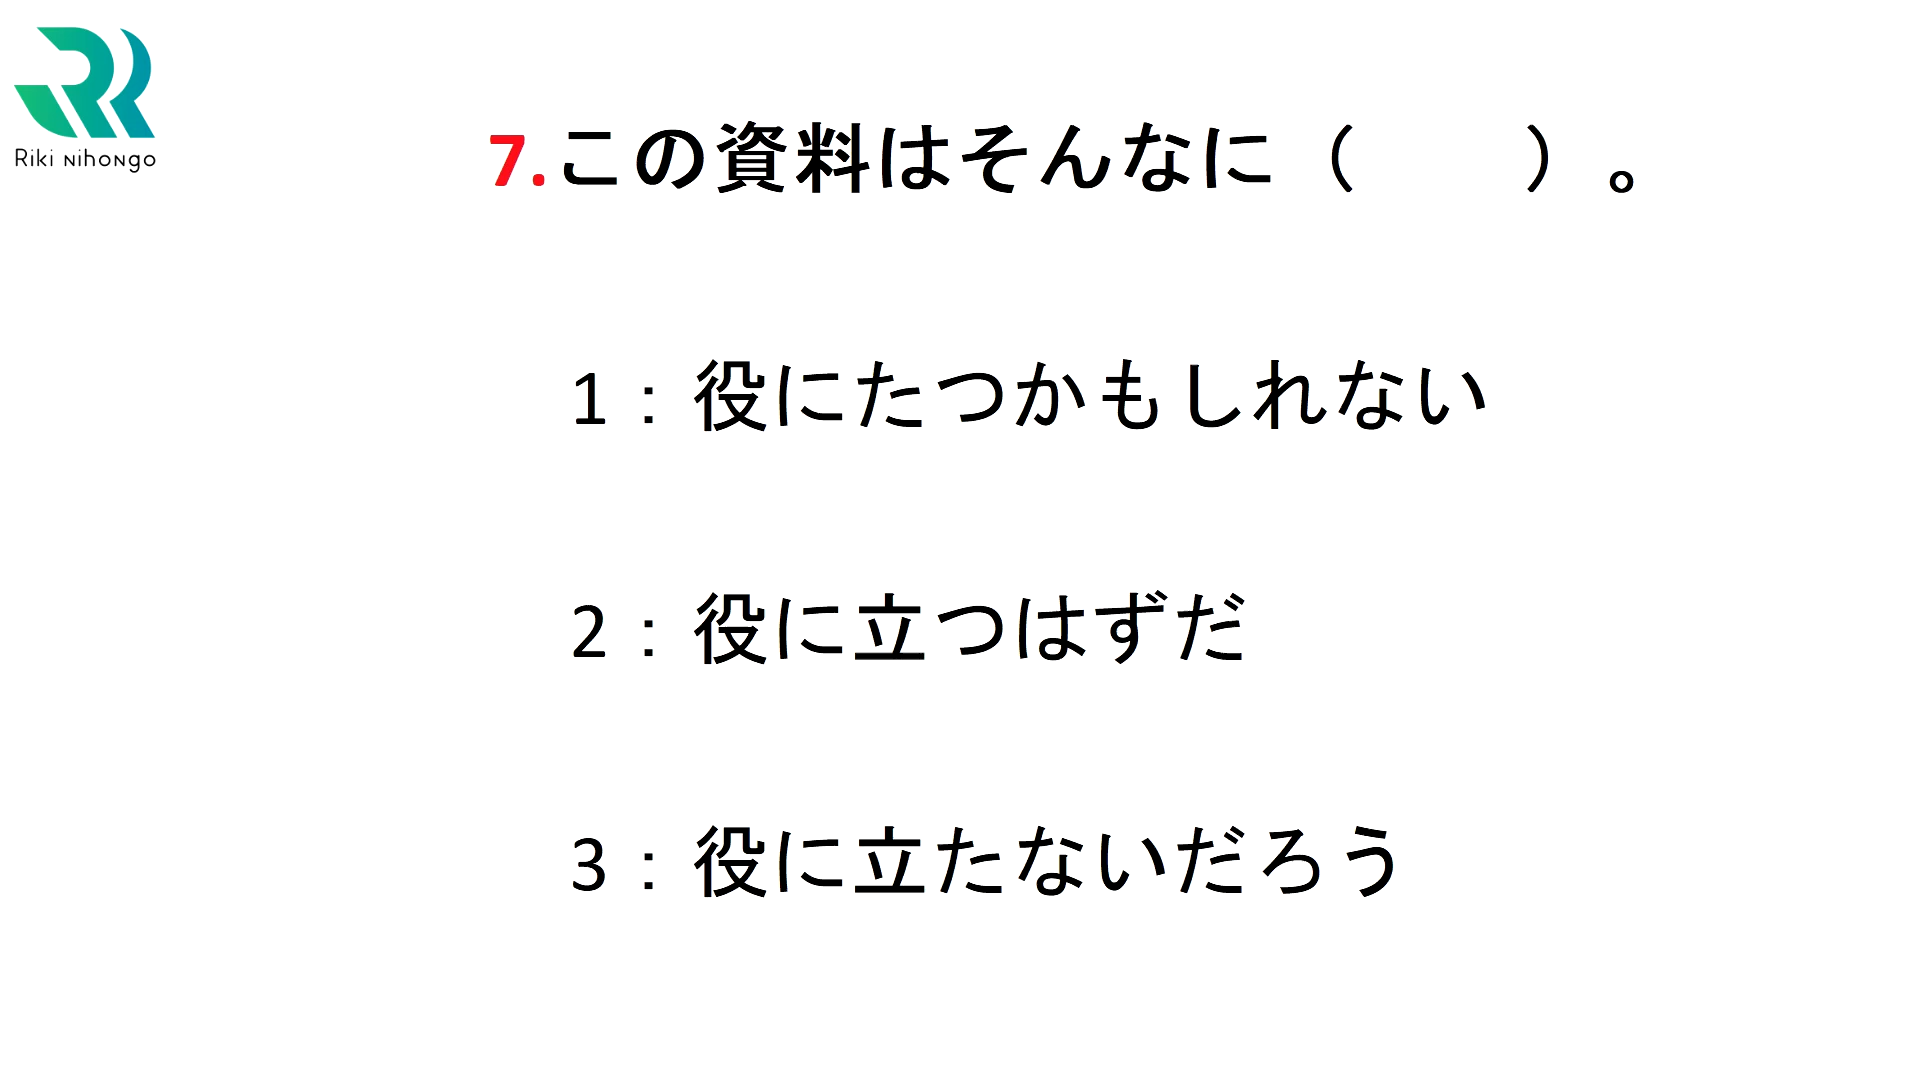 Riki Nihongo
7.この資料はそんなに（　　）。
1：役にたつかもしれない
2：役に立つはずだ
3：役に立たないだろう